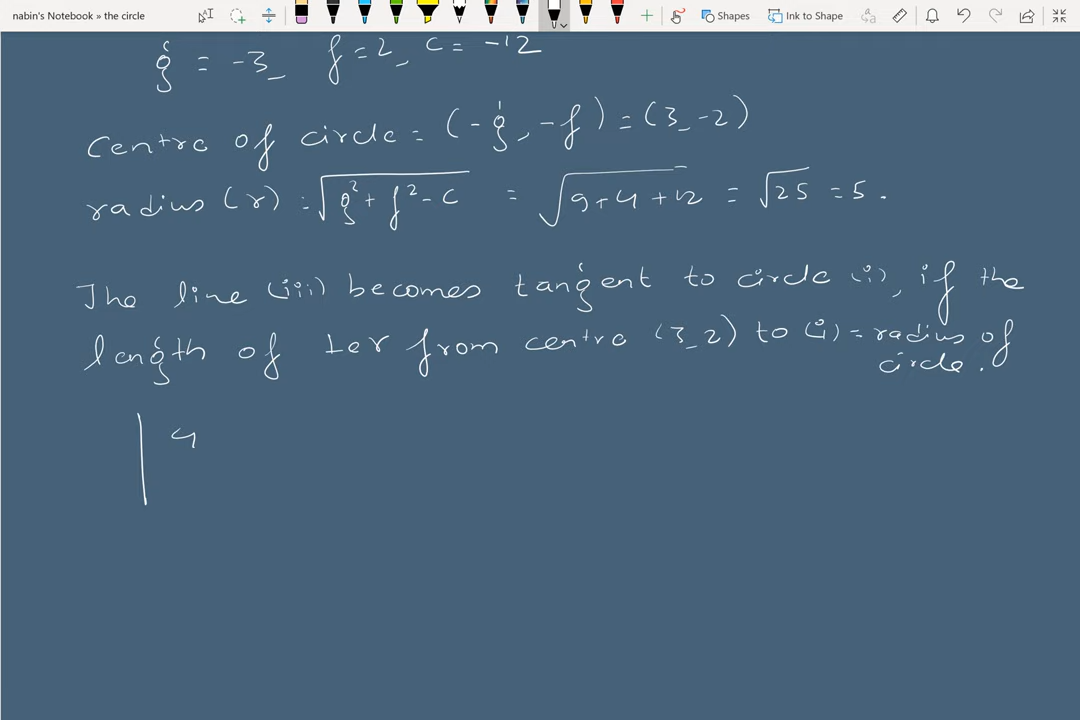 nabin's Notebook » the circle
Shapes
Ink to Shape
g = -3, f = 2, c = -12
Centre of circle = (-g, -f) = (3, -2)
radius (r) = √g²+f²-c = √9+4+12 = √25 = 5.
The line (iii) becomes tangent to circle (i), if the
length of ⊥er from centre (3, 2) to (i) = radius of
circle.
| 4